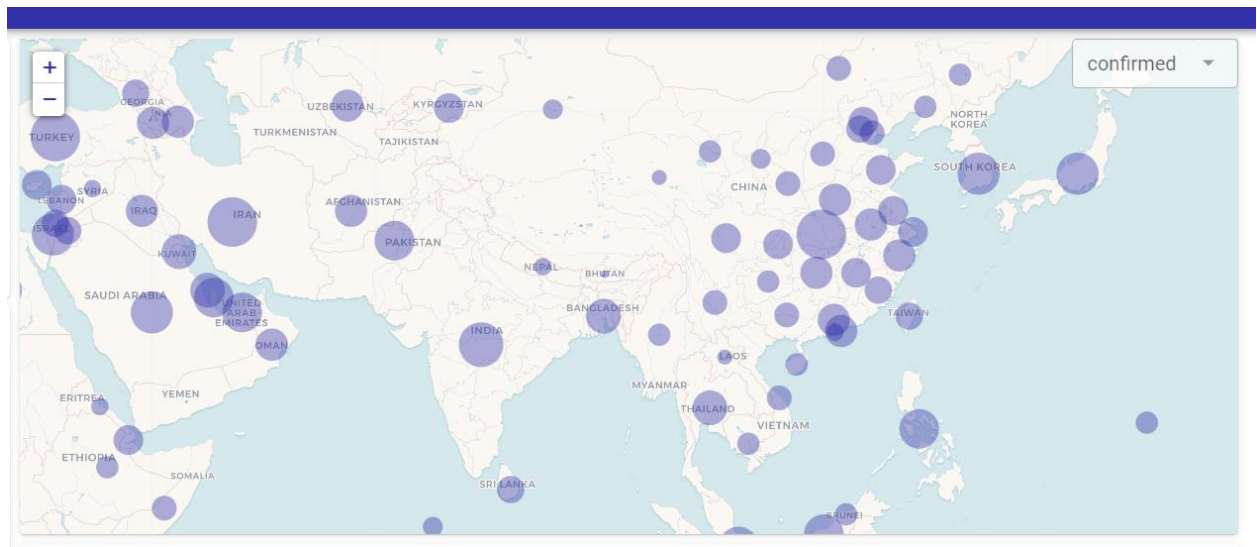 +
confirmed
−
GEORGIA
UZBEKISTAN
KYRGYZSTAN
NIA
NORTH
KOREA
TURKEY
TURKMENISTAN
TAJIKISTAN
SOUTH KOREA
SYRIA
CHINA
LEBANON
AFGHANISTAN
IRAQ
IRAN
ISRAEL
PAKISTAN
KUWAIT
NEPAL
BHUTAN
SAUDI ARABIA
UNITED
ARAB
EMIRATES
BANGLADESH
TAIWAN
INDIA
OMAN
LAOS
MYANMAR
YEMEN
ERITREA
THAILAND
VIETNAM
ETHIOPIA
SOMALIA
SRI LANKA
BRUNEI